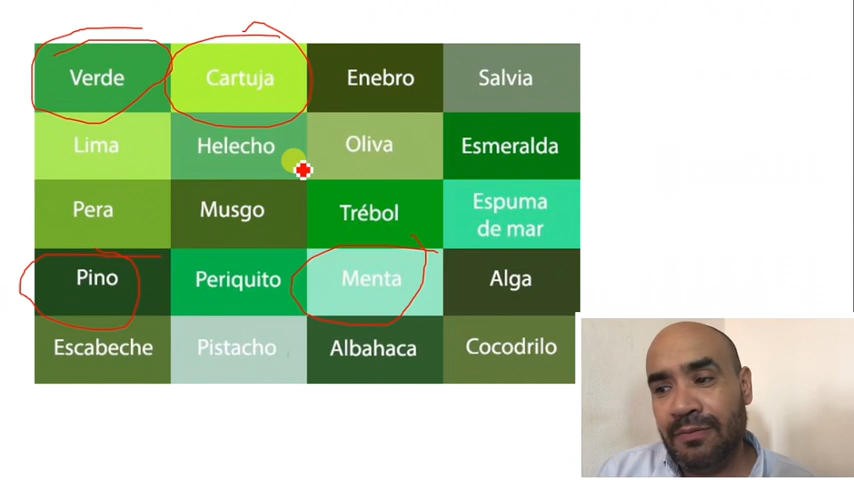 Verde Cartuja Enebro Salvia
Lima Helecho Oliva Esmeralda
Pera Musgo Trébol Espuma
de mar
Pino Periquito Menta Alga
Escabeche Pistacho Albahaca Cocodrilo